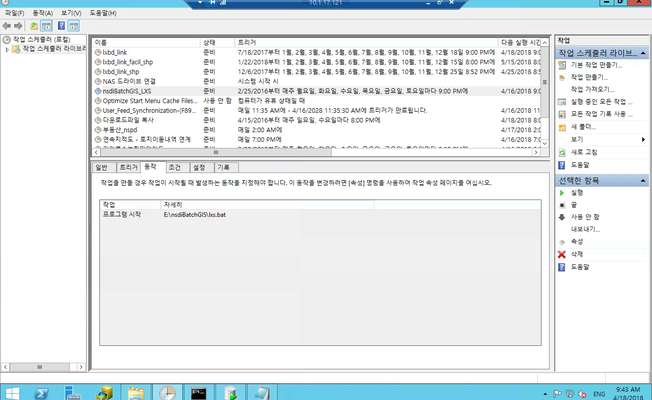 10.1.17.121
파일(F) 동작(A) 보기(V) 도움말(H)
작업 스케줄러 (로컬)
작업 스케줄러 라이브러
이름 상태 트리거 다음 실행 시간
lxbd_link 준비 7/18/2017부터 1월, 2월, 3월, 4월, 5월, 6월, 7월, 8월, 9월, 10월, 11월, 12월 18일 9:00 PM에 4/18/2018 9:
lxbd_link_facil_shp 준비 1/22/2018부터 1월, 2월, 3월, 4월, 5월, 6월, 7월, 8월, 9월, 10월, 11월, 12월 15일 9:00 PM에 5/15/2018 8:0
lxbd_link_shp 준비 12/6/2017부터 1월, 2월, 3월, 4월, 5월, 6월, 7월, 8월, 9월, 10월, 11월, 12월 25일 8:52 PM에 4/25/2018 8:
NAS 드라이브 연결 준비 시스템 시작 시
nsdiBatchGIS_LXS 준비 2/25/2016부터 매주 월요일, 화요일, 수요일, 목요일, 금요일, 토요일마다 9:00 PM에 4/18/2018 9:0
Optimize Start Menu Cache Files... 사용 안 함 컴퓨터가 유휴 상태일 때
User_Feed_Synchronization-{F89... 준비 매일 11:35 AM에 - 4/16/2028 11:35:30 AM에 트리거가 만료됩니다. 4/18/2018 11
다운로드파일 복사 준비 4/15/2016부터 매주 월요일, 화요일, 수요일, 목요일, 금요일, 토요일마다 8:00 PM에 4/18/2018 8:
부동산_nspd 준비 매일 2:00 AM에 4/17/2018 2:0
연속지적도 - 토지이동내역 연계 준비 매일 7:00 AM에 4/17/2018 7:
일반 트리거 동작 조건 설정 기록
작업을 만들 경우 작업이 시작될 때 발생하는 동작을 지정해야 합니다. 이 동작을 변경하려면 [속성] 명령을 사용하여 작업 속성 페이지를 여십시오.
작업 자세히
프로그램 시작 E:\nsdiBatchGIS\lxs.bat
작업
작업 스케줄러 라이브...
기본 작업 만들기...
작업 만들기...
작업 가져오기...
실행 중인 모든 작업 ...
모든 작업 기록 사용 ...
새 폴더...
보기
새로 고침
도움말
선택한 항목
실행
끝
사용 안 함
내보내기...
속성
삭제
도움말
ENG
9:43 AM
4/18/2018